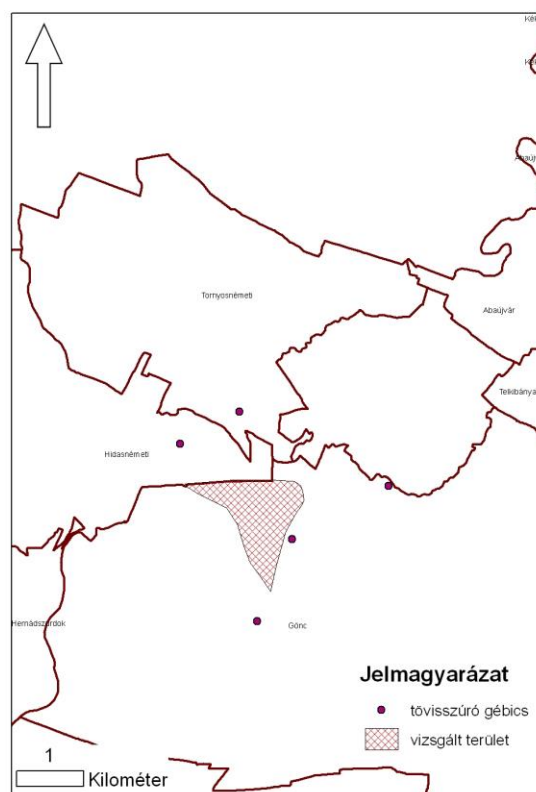 Tornyosnémeti
Abaújvár
Telkibánya
Hidasnémeti
Hernádszurdok
Gönc
Jelmagyarázat
tövisszúró gébics
vizsgált terület
1
Kilométer